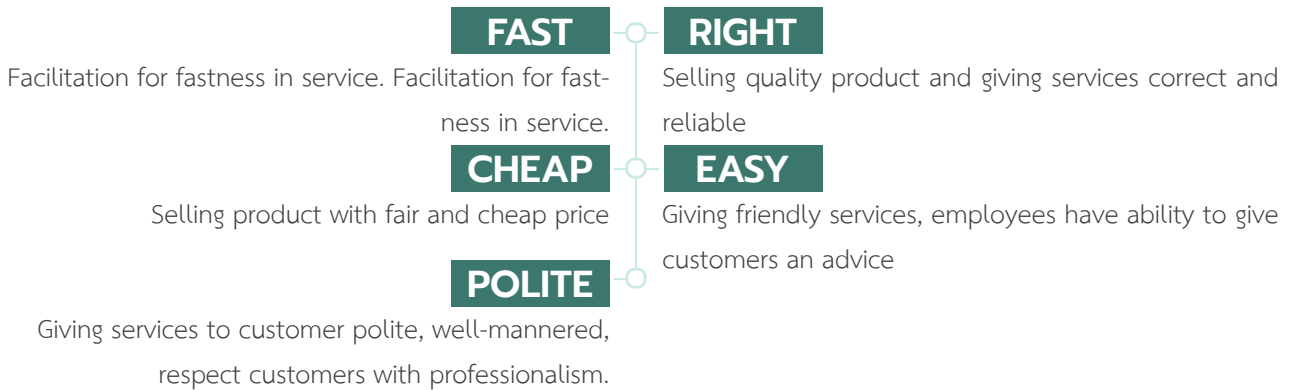 FAST
Facilitation for fastness in service. Facilitation for fast-
ness in service.
RIGHT
Selling quality product and giving services correct and
reliable
CHEAP
Selling product with fair and cheap price
EASY
Giving friendly services, employees have ability to give
customers an advice
POLITE
Giving services to customer polite, well-mannered,
respect customers with professionalism.